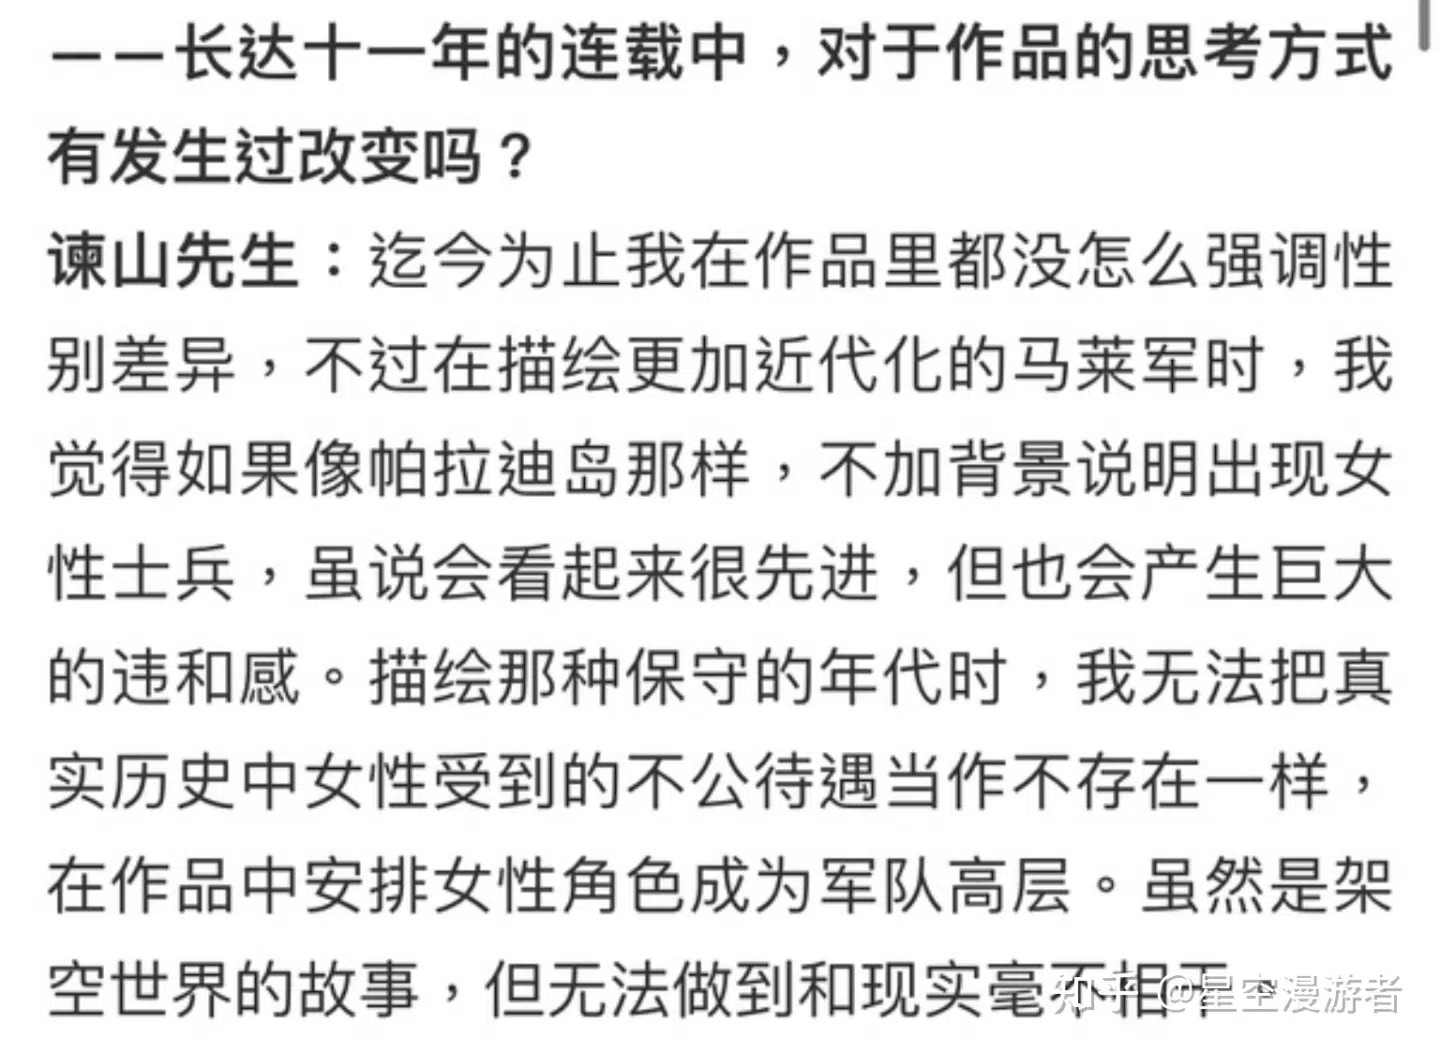 ——长达十一年的连载中，对于作品的思考方式
有发生过改变吗？
谏山先生：迄今为止我在作品里都没怎么强调性
别差异，不过在描绘更加近代化的马莱军时，我
觉得如果像帕拉迪岛那样，不加背景说明出现女
性士兵，虽说会看起来很先进，但也会产生巨大
的违和感。描绘那种保守的年代时，我无法把真
实历史中女性受到的不公待遇当作不存在一样，
在作品中安排女性角色成为军队高层。虽然是架
空世界的故事，但无法做到和现实毫不相干。
知乎 @星空漫游者